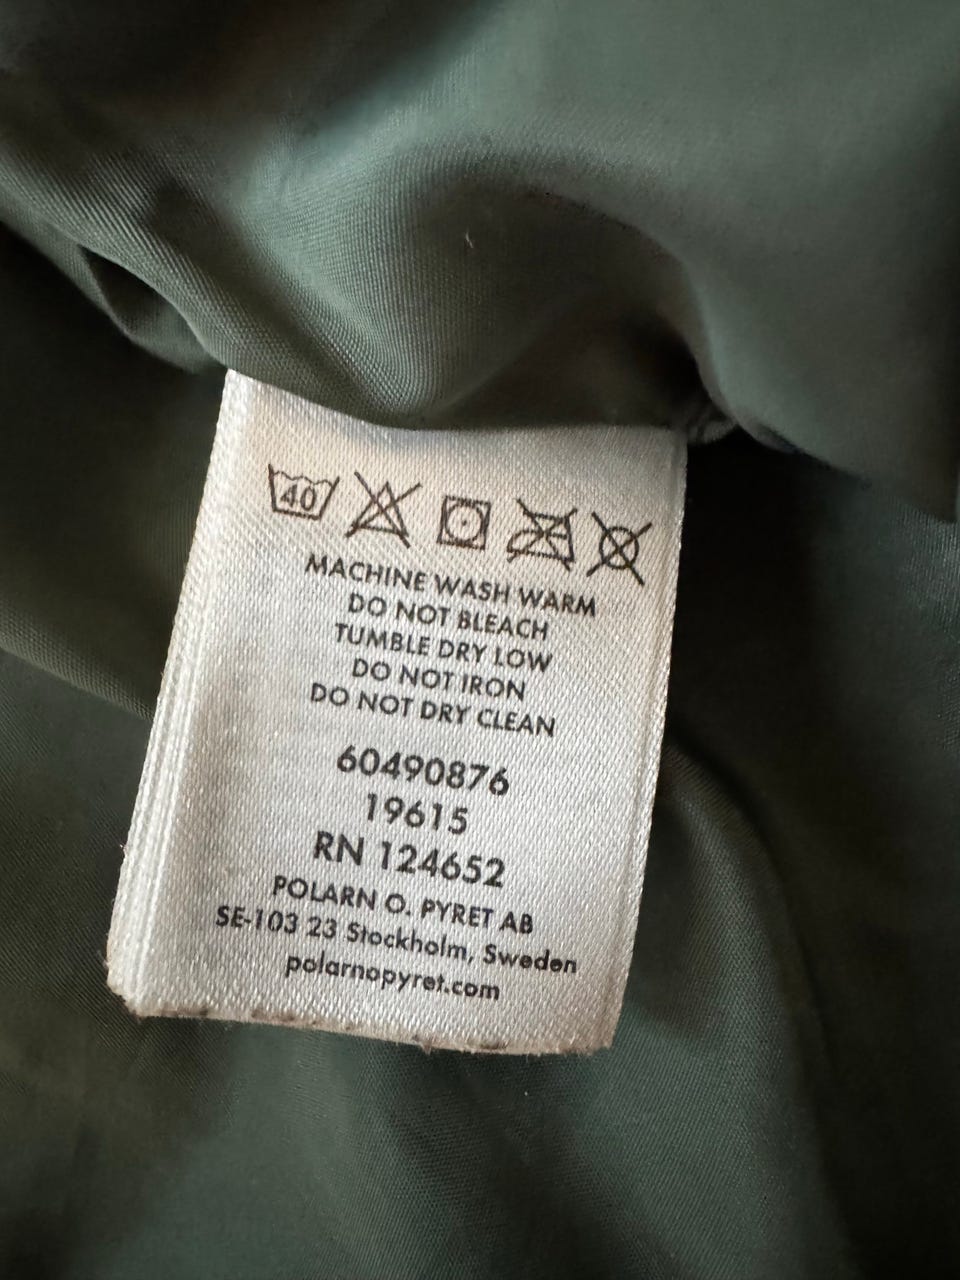 40
MACHINE WASH WARM
DO NOT BLEACH
TUMBLE DRY LOW
DO NOT IRON
DO NOT DRY CLEAN
60490876
19615
RN 124652
POLARN O. PYRET AB
SE-103 23 Stockholm, Sweden
polarnopyret.com